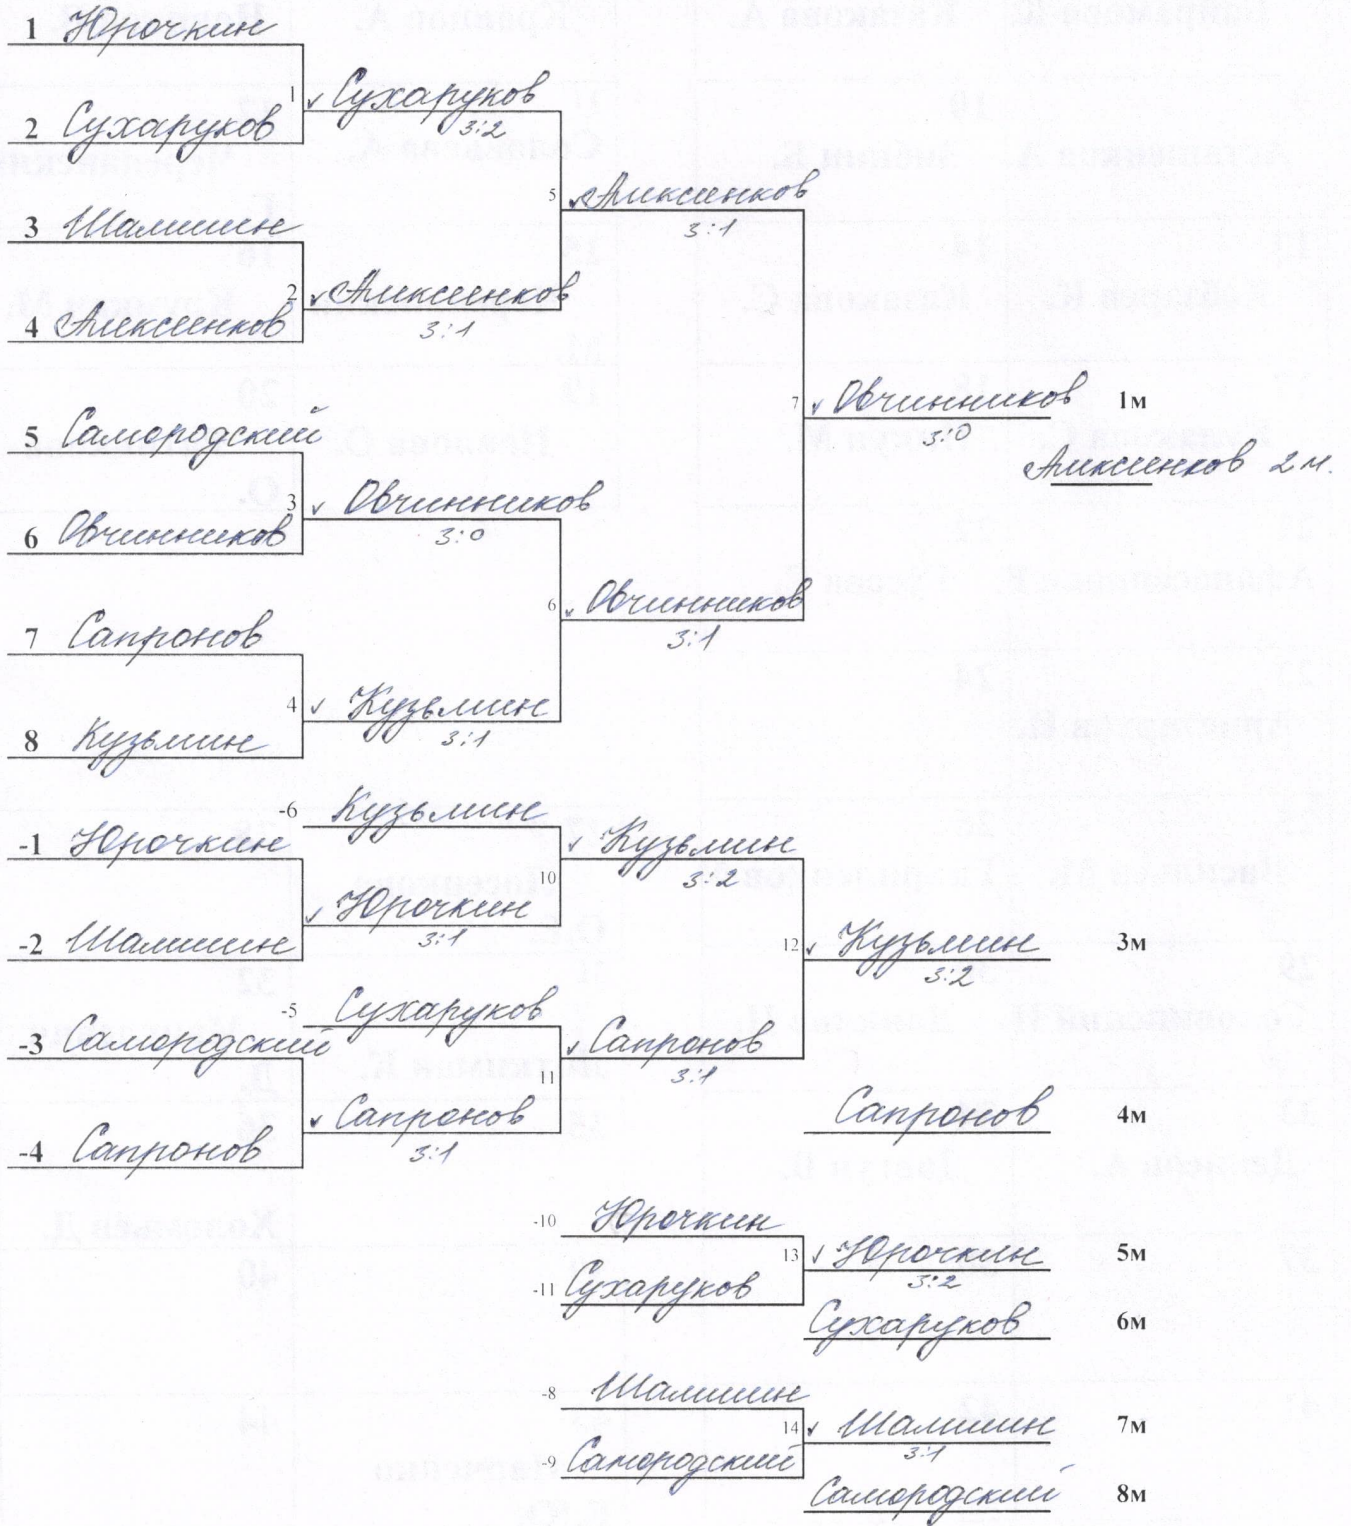 1 Юрочкин
1 Сухаруков
2 Сухаруков
3:2
5 Алексеенков
3 Шалишин
3:1
2 Алексеенков
4 Алексеенков
3:1
7 Овчинников 1м
5 Самородский
3:0
Алексеенков 2м.
3 Овчинников
6 Овчинников
3:0
6 Овчинников
7 Сапронов
3:1
4 Кузьмин
8 Кузьмин
3:1
-6 Кузьмин
-1 Юрочкин
Кузьмин
10
3:2
Юрочкин
3:1
-2 Шалишин
12 Кузьмин 3м
3:2
-5 Сухаруков
-3 Самородский
Сапронов
11
3:1
Сапронов
3:1
Сапронов 4м
-4 Сапронов
-10 Юрочкин
13 Юрочкин 5м
3:2
-11 Сухаруков
Сухаруков 6м
-8 Шалишин
14 Шалишин 7м
3:1
-9 Самородский
Самородский 8м